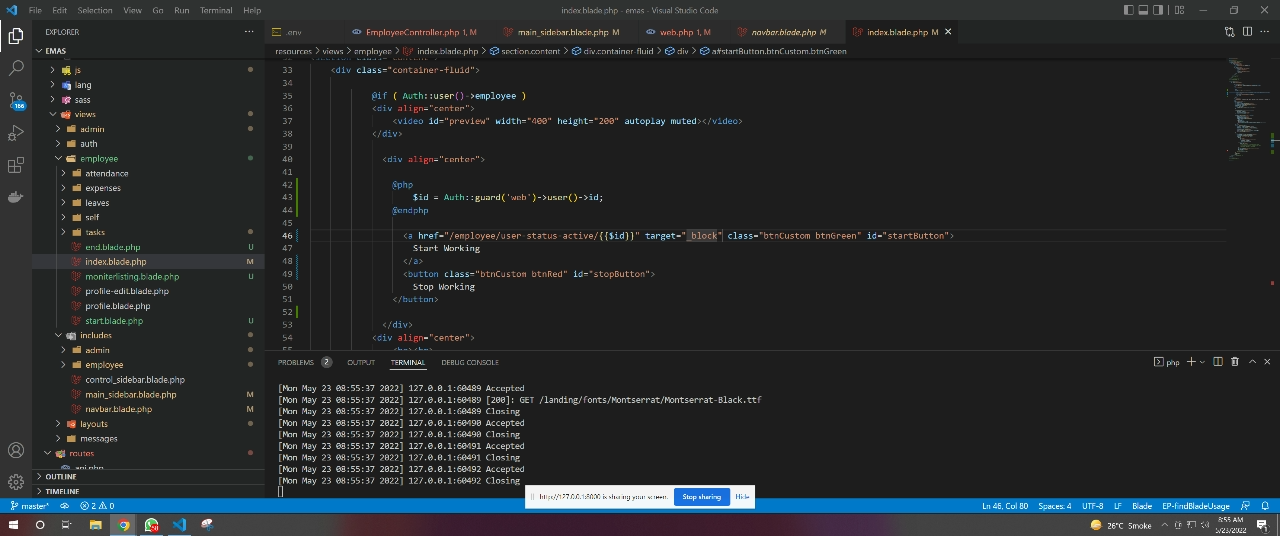 File Edit Selection View Go Run Terminal Help
index.blade.php - emas - Visual Studio Code
EXPLORER
.env
EmployeeController.php 1, M
main_sidebar.blade.php M
web.php 1, M
navbar.blade.php M
index.blade.php M
resources > views > employee > index.blade.php > section.content > div.container-fluid > div > a#startButton.btnCustom.btnGreen
EMAS
js
lang
sass
views
admin
auth
employee
attendance
expenses
leaves
self
tasks
end.blade.php U
index.blade.php M
moniterlisting.blade.php U
profile-edit.blade.php
profile.blade.php
start.blade.php U
includes
admin
employee
control_sidebar.blade.php
main_sidebar.blade.php M
navbar.blade.php M
layouts
messages
routes
api.php
OUTLINE
TIMELINE
33 <div class="container-fluid">
34
35 @if ( Auth::user()->employee )
36 <div align="center">
37 <video id="preview" width="400" height="200" autoplay muted></video>
38 </div>
39
40 <div align="center">
41
42 @php
43 $id = Auth::guard('web')->user()->id;
44 @endphp
45
46 <a href="/employee/user-status-active/{{$id}}" target="_block" class="btnCustom btnGreen" id="startButton">
47 Start Working
48 </a>
49 <button class="btnCustom btnRed" id="stopButton">
50 Stop Working
51 </button>
52
53 </div>
54 <div align="center">
PROBLEMS 2 OUTPUT TERMINAL DEBUG CONSOLE
php
[Mon May 23 08:55:37 2022] 127.0.0.1:60489 Accepted
[Mon May 23 08:55:37 2022] 127.0.0.1:60489 [200]: GET /landing/fonts/Montserrat/Montserrat-Black.ttf
[Mon May 23 08:55:37 2022] 127.0.0.1:60489 Closing
[Mon May 23 08:55:37 2022] 127.0.0.1:60490 Accepted
[Mon May 23 08:55:37 2022] 127.0.0.1:60490 Closing
[Mon May 23 08:55:37 2022] 127.0.0.1:60491 Accepted
[Mon May 23 08:55:37 2022] 127.0.0.1:60491 Closing
[Mon May 23 08:55:37 2022] 127.0.0.1:60492 Accepted
[Mon May 23 08:55:37 2022] 127.0.0.1:60492 Closing
http://127.0.0.1:8000 is sharing your screen. Stop sharing Hide
master* 2 0
Ln 46, Col 80 Spaces: 4 UTF-8 LF Blade EP-findBladeUsage
26°C Smoke
8:55 AM
5/23/2022